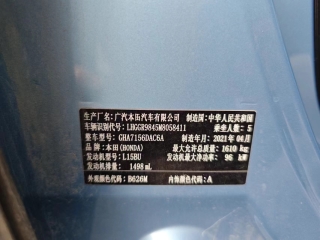 生产厂名：广汽本田汽车有限公司 制造国：中华人民共和国
车辆识别代号：LHGGR9845M8058411 乘坐人数：5
整车型号：GHA7156DAC6A 制造年月：2021年04月
品牌：本田(HONDA) 最大允许总质量：1610 kg
发动机型号：L15BU 发动机最大净功率：96 kW
发动机排量：1498 mL
外观颜色代码：B626M 内饰颜色代码：A